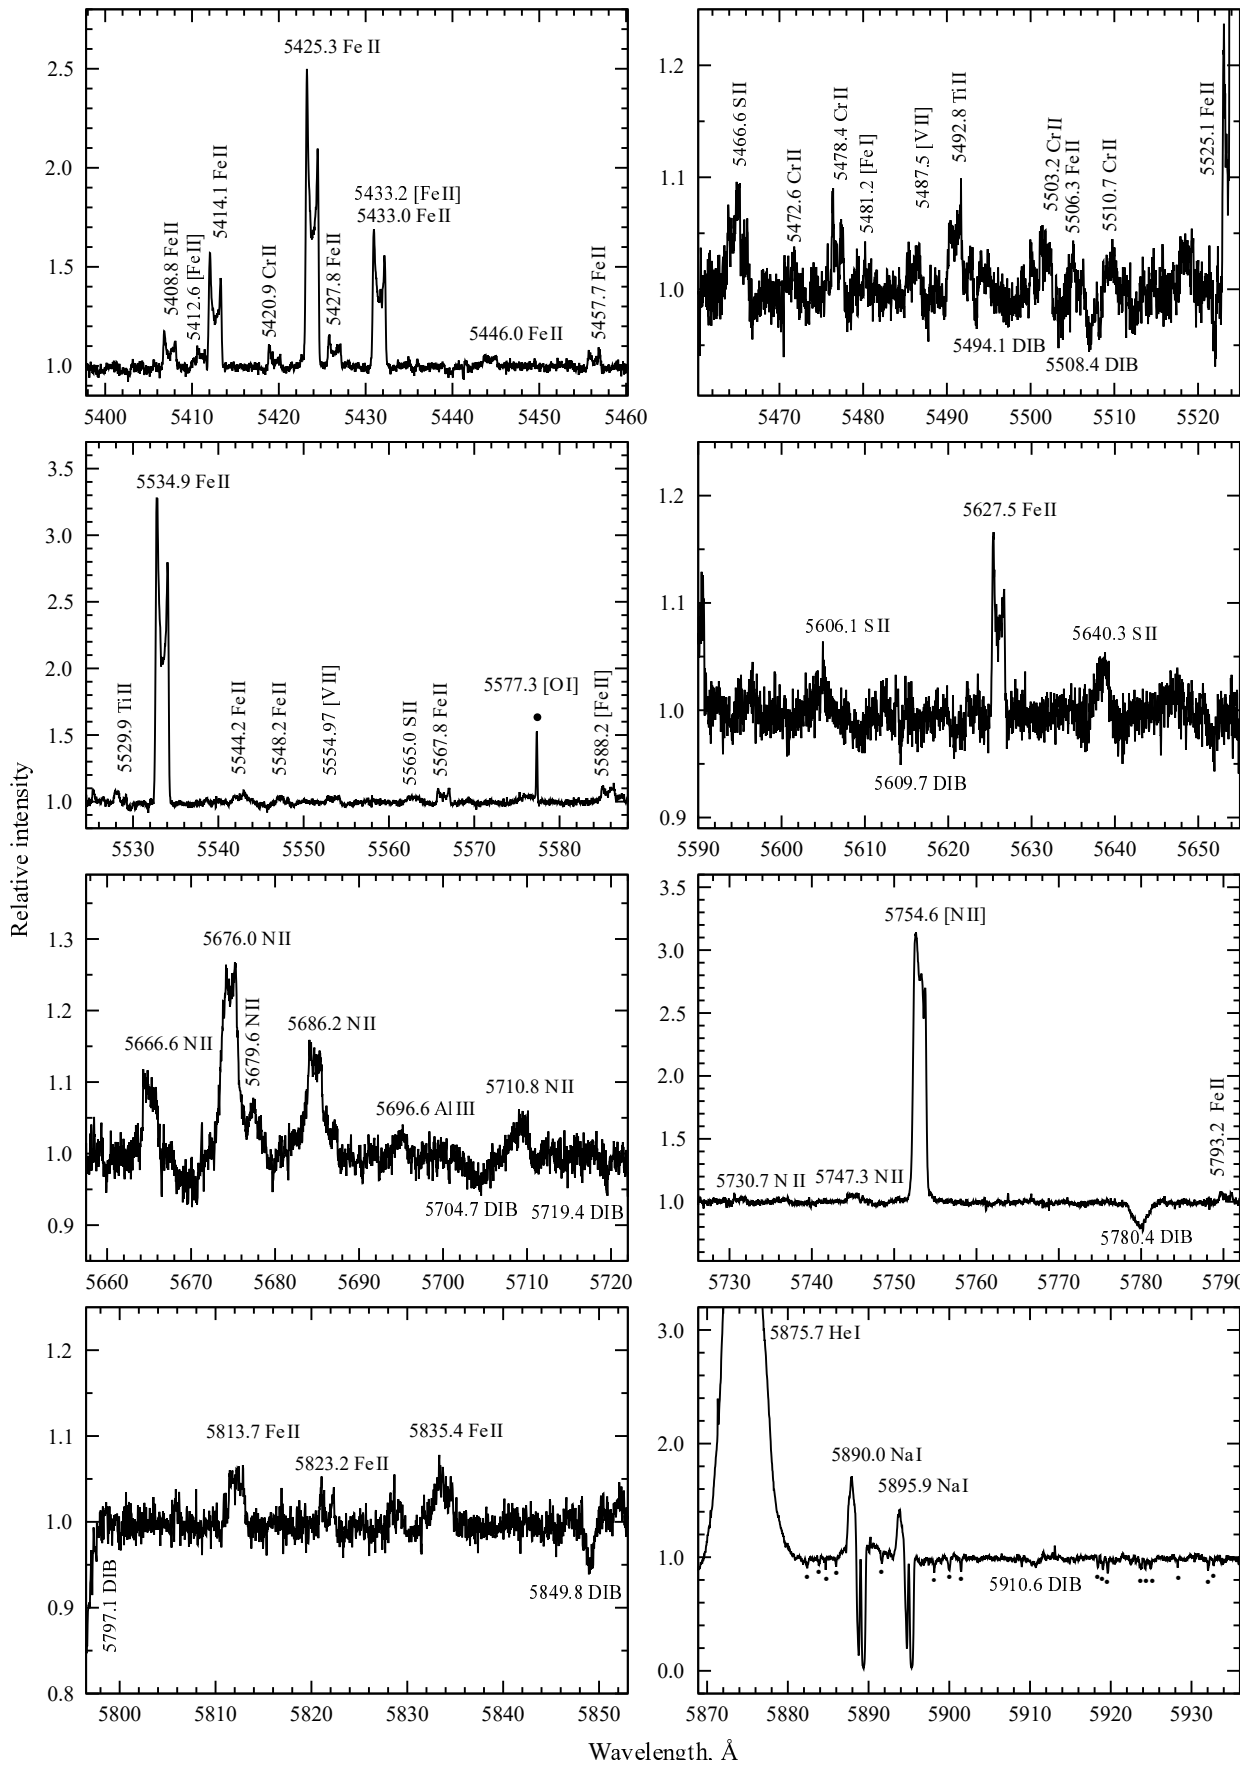 Relative intensity
5425.3 Fe II
5408.8 Fe II
5412.6 [Fe II]
5414.1 Fe II
5420.9 Cr II
5427.8 Fe II
5433.2 [Fe II]
5433.0 Fe II
5446.0 Fe II
5457.7 Fe II
2.5
2.0
1.5
1.0
5400 5410 5420 5430 5440 5450 5460
5466.6 S II
5472.6 Cr II
5478.4 Cr II
5481.2 [Fe I]
5487.5 [V II]
5492.8 Ti II
5494.1 DIB
5503.2 Cr II
5506.3 Fe II
5508.4 DIB
5510.7 Cr II
5525.1 Fe II
1.2
1.1
1.0
5470 5480 5490 5500 5510 5520
5534.9 Fe II
5529.9 Ti II
5544.2 Fe II
5548.2 Fe II
5554.97 [V II]
5565.0 S II
5567.8 Fe II
5577.3 [O I]
5588.2 [Fe II]
3.5
3.0
2.5
2.0
1.5
1.0
5530 5540 5550 5560 5570 5580
5627.5 Fe II
5606.1 S II
5640.3 S II
5609.7 DIB
1.2
1.1
1.0
0.9
5590 5600 5610 5620 5630 5640 5650
5676.0 N II
5666.6 N II
5679.6 N II
5686.2 N II
5696.6 Al III
5710.8 N II
5704.7 DIB
5719.4 DIB
1.3
1.2
1.1
1.0
0.9
5660 5670 5680 5690 5700 5710 5720
5754.6 [N II]
5730.7 N II
5747.3 N II
5780.4 DIB
5793.2 Fe II
3.5
3.0
2.5
2.0
1.5
1.0
5730 5740 5750 5760 5770 5780 5790
5797.1 DIB
5813.7 Fe II
5823.2 Fe II
5835.4 Fe II
5849.8 DIB
1.2
1.1
1.0
0.9
0.8
5800 5810 5820 5830 5840 5850
5875.7 He I
5890.0 Na I
5895.9 Na I
5910.6 DIB
3.0
2.0
1.0
0.0
5870 5880 5890 5900 5910 5920 5930
Wavelength, Å